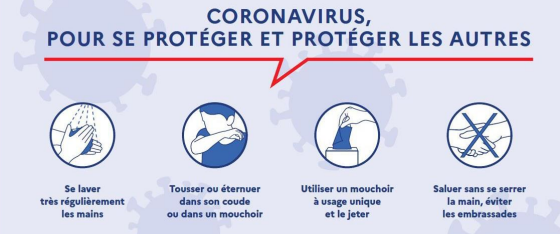 CORONAVIRUS,
POUR SE PROTÉGER ET PROTÉGER LES AUTRES
Se laver
très régulièrement
les mains
Tousser ou éternuer
dans son coude
ou dans un mouchoir
Utiliser un mouchoir
à usage unique
et le jeter
Saluer sans se serrer
la main, éviter
les embrassades